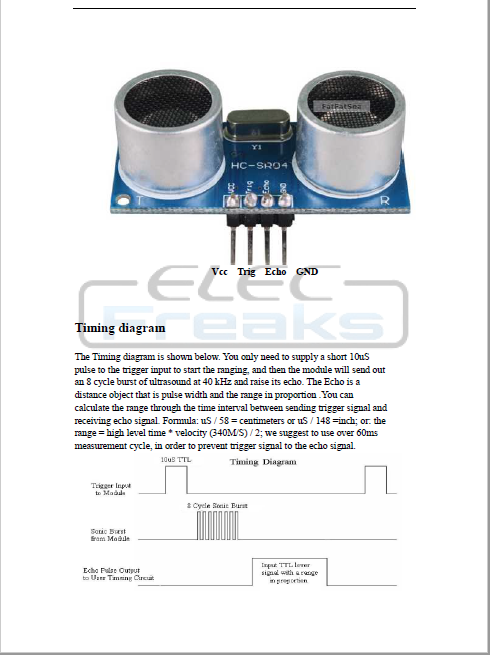 FatFatSna
Y1
HC-SR04
Vcc
Trig
Echo
GND
T
R
Vcc Trig Echo GND
ELEC
Freaks
Timing diagram
The Timing diagram is shown below. You only need to supply a short 10uS
pulse to the trigger input to start the ranging, and then the module will send out
an 8 cycle burst of ultrasound at 40 kHz and raise its echo. The Echo is a
distance object that is pulse width and the range in proportion .You can
calculate the range through the time interval between sending trigger signal and
receiving echo signal. Formula: uS / 58 = centimeters or uS / 148 =inch; or: the
range = high level time * velocity (340M/S) / 2; we suggest to use over 60ms
measurement cycle, in order to prevent trigger signal to the echo signal.
10uS TTL
Timing Diagram
Trigger Input
to Module
8 Cycle Sonic Burst
Sonic Burst
from Module
Echo Pulse Output
to User Timing Circuit
Input TTL lever
signal with a range
in proportion